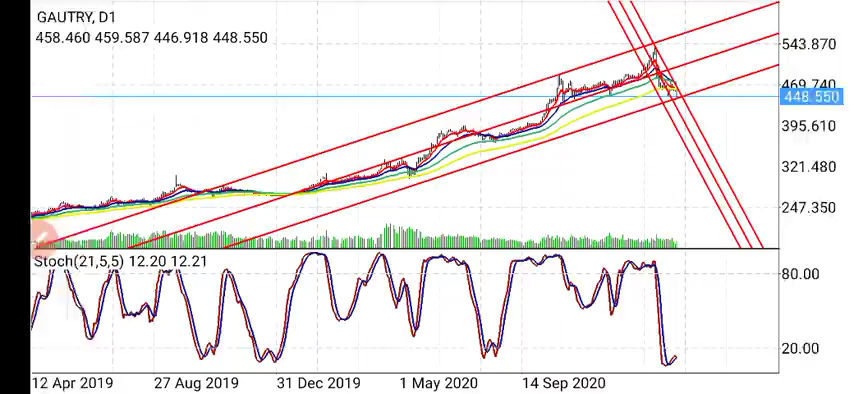 GAUTRY, D1
458.460 459.587 446.918 448.550
543.870
469.740
448.550
395.610
321.480
247.350
Stoch(21,5,5) 12.20 12.21
80.00
20.00
12 Apr 2019 27 Aug 2019 31 Dec 2019 1 May 2020 14 Sep 2020